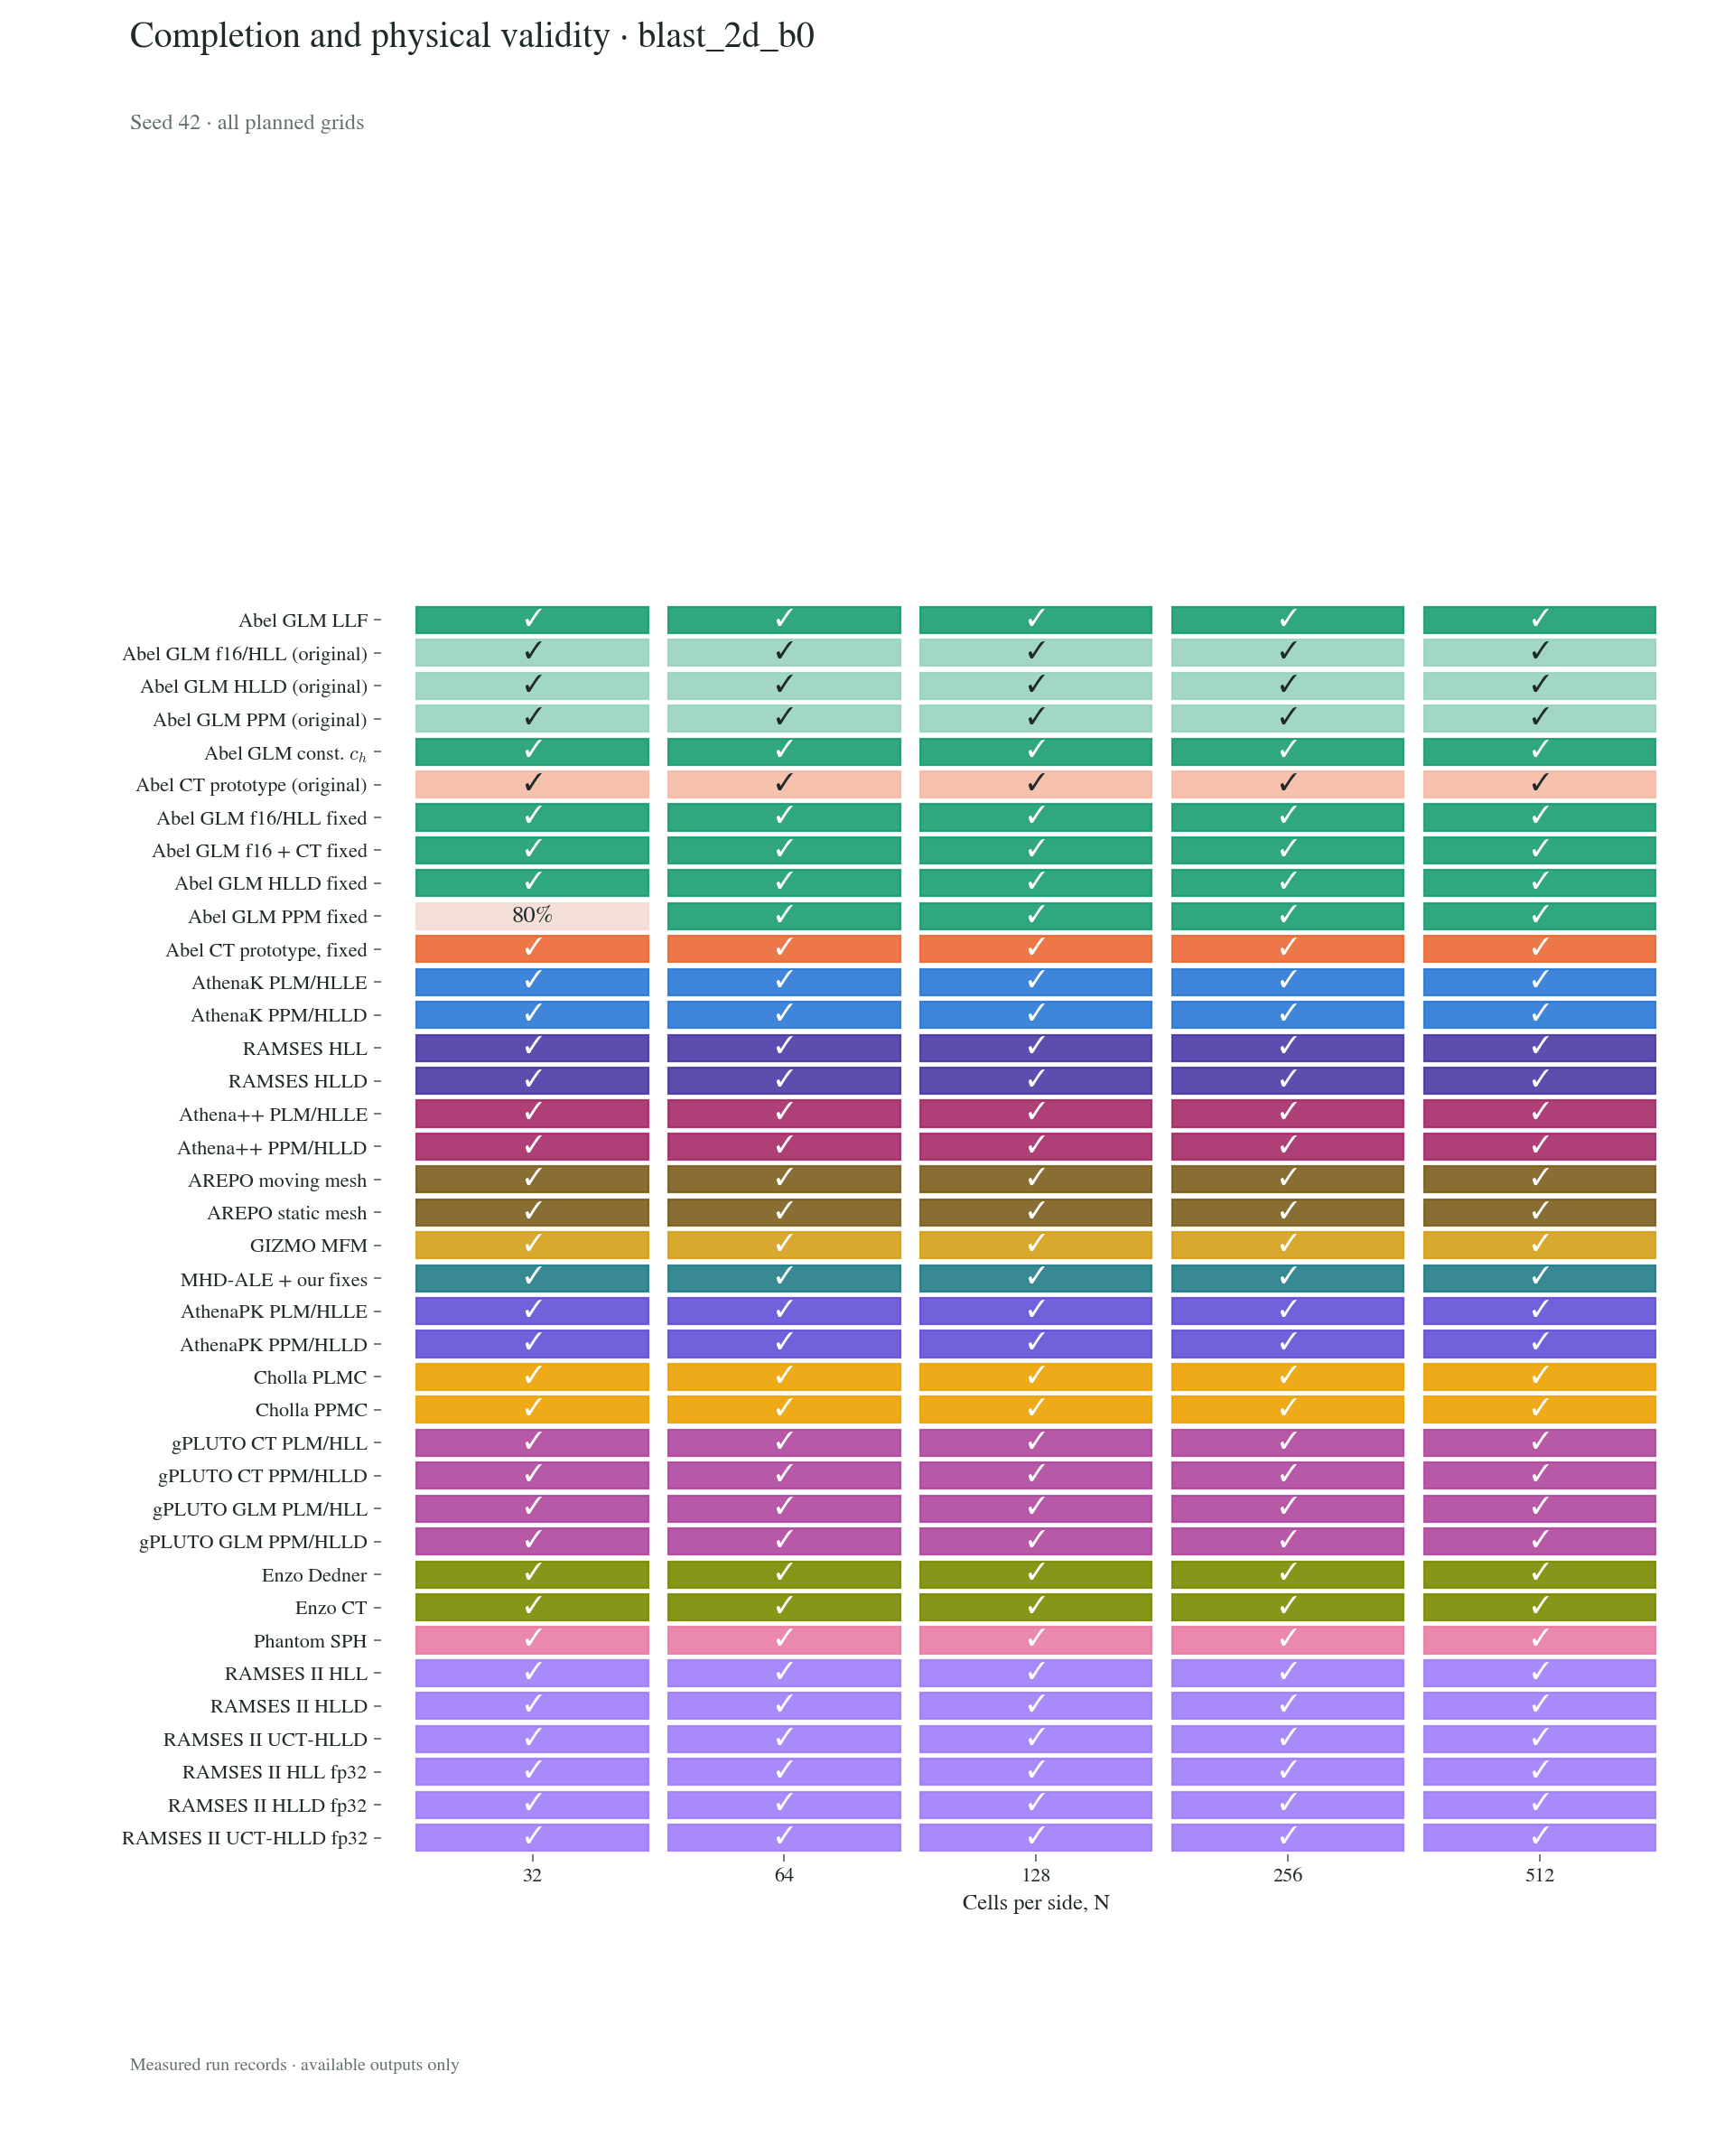 Completion and physical validity · blast_2d_b0
Seed 42 · all planned grids
Abel GLM LLF ✓ ✓ ✓ ✓ ✓
Abel GLM f16/HLL (original) ✓ ✓ ✓ ✓ ✓
Abel GLM HLLD (original) ✓ ✓ ✓ ✓ ✓
Abel GLM PPM (original) ✓ ✓ ✓ ✓ ✓
Abel GLM const. cₕ ✓ ✓ ✓ ✓ ✓
Abel CT prototype (original) ✓ ✓ ✓ ✓ ✓
Abel GLM f16/HLL fixed ✓ ✓ ✓ ✓ ✓
Abel GLM f16 + CT fixed ✓ ✓ ✓ ✓ ✓
Abel GLM HLLD fixed ✓ ✓ ✓ ✓ ✓
Abel GLM PPM fixed 80% ✓ ✓ ✓ ✓
Abel CT prototype, fixed ✓ ✓ ✓ ✓ ✓
AthenaK PLM/HLLE ✓ ✓ ✓ ✓ ✓
AthenaK PPM/HLLD ✓ ✓ ✓ ✓ ✓
RAMSES HLL ✓ ✓ ✓ ✓ ✓
RAMSES HLLD ✓ ✓ ✓ ✓ ✓
Athena++ PLM/HLLE ✓ ✓ ✓ ✓ ✓
Athena++ PPM/HLLD ✓ ✓ ✓ ✓ ✓
AREPO moving mesh ✓ ✓ ✓ ✓ ✓
AREPO static mesh ✓ ✓ ✓ ✓ ✓
GIZMO MFM ✓ ✓ ✓ ✓ ✓
MHD-ALE + our fixes ✓ ✓ ✓ ✓ ✓
AthenaPK PLM/HLLE ✓ ✓ ✓ ✓ ✓
AthenaPK PPM/HLLD ✓ ✓ ✓ ✓ ✓
Cholla PLMC ✓ ✓ ✓ ✓ ✓
Cholla PPMC ✓ ✓ ✓ ✓ ✓
gPLUTO CT PLM/HLL ✓ ✓ ✓ ✓ ✓
gPLUTO CT PPM/HLLD ✓ ✓ ✓ ✓ ✓
gPLUTO GLM PLM/HLL ✓ ✓ ✓ ✓ ✓
gPLUTO GLM PPM/HLLD ✓ ✓ ✓ ✓ ✓
Enzo Dedner ✓ ✓ ✓ ✓ ✓
Enzo CT ✓ ✓ ✓ ✓ ✓
Phantom SPH ✓ ✓ ✓ ✓ ✓
RAMSES II HLL ✓ ✓ ✓ ✓ ✓
RAMSES II HLLD ✓ ✓ ✓ ✓ ✓
RAMSES II UCT-HLLD ✓ ✓ ✓ ✓ ✓
RAMSES II HLL fp32 ✓ ✓ ✓ ✓ ✓
RAMSES II HLLD fp32 ✓ ✓ ✓ ✓ ✓
RAMSES II UCT-HLLD fp32 ✓ ✓ ✓ ✓ ✓
32 64 128 256 512
Cells per side, N
Measured run records · available outputs only